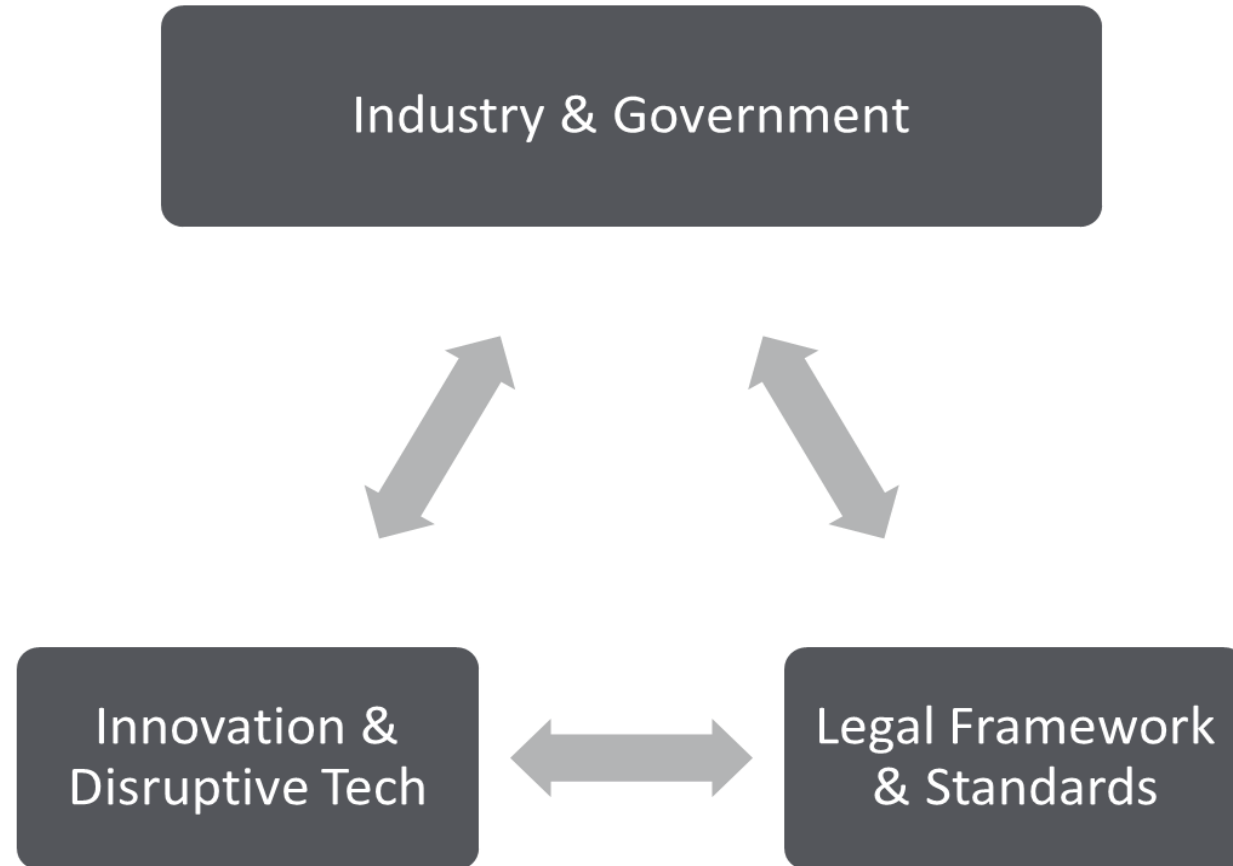 Industry & Government
Innovation &
Disruptive Tech
Legal Framework
& Standards